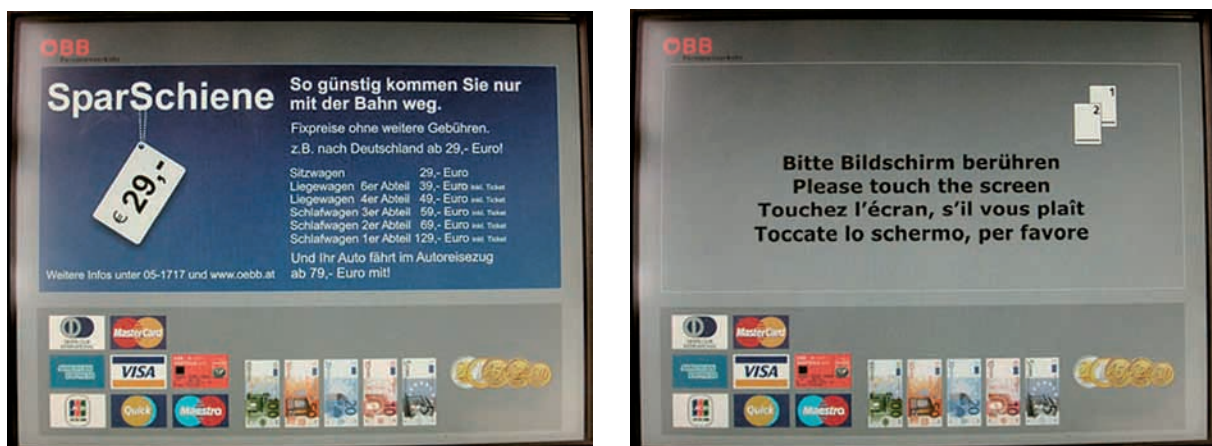 ÖBB
SparSchiene
So günstig kommen Sie nur
mit der Bahn weg.
Fixpreise ohne weitere Gebühren.
z.B. nach Deutschland ab 29,- Euro!
€ 29,-
Sitzwagen 29,- Euro
Liegewagen 6er Abteil 39,- Euro inkl. Ticket
Liegewagen 4er Abteil 49,- Euro inkl. Ticket
Schlafwagen 3er Abteil 59,- Euro inkl. Ticket
Schlafwagen 2er Abteil 69,- Euro inkl. Ticket
Schlafwagen 1er Abteil 129,- Euro inkl. Ticket
Und Ihr Auto fährt im Autoreisezug
ab 79,- Euro mit!
Weitere Infos unter 05-1717 und www.oebb.at
MasterCard
VISA
JCB
Quick
Maestro
ÖBB
1
2
Bitte Bildschirm berühren
Please touch the screen
Touchez l'écran, s'il vous plaît
Toccate lo schermo, per favore
MasterCard
VISA
JCB
Quick
Maestro